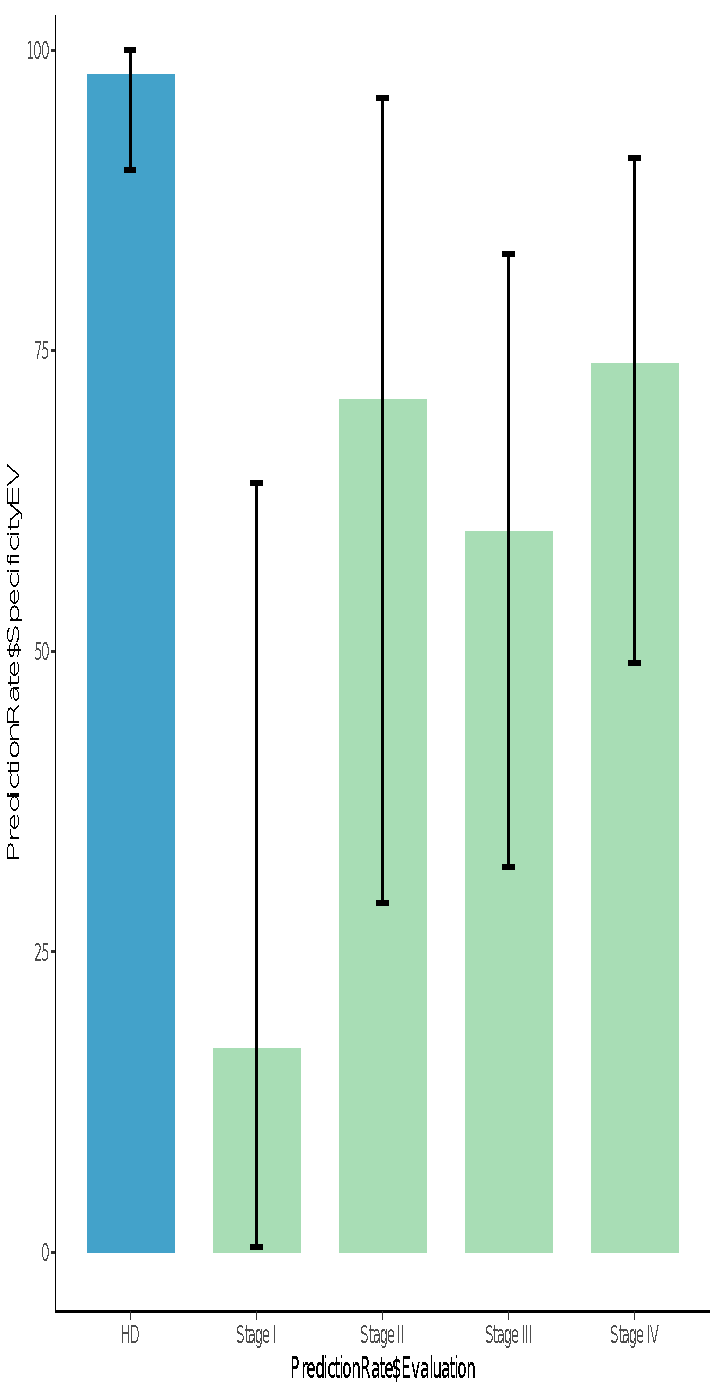 PredictionRate$SpecificityEV
100
75
50
25
0
HD Stage I Stage II Stage III Stage IV
PredictionRate$Evaluation